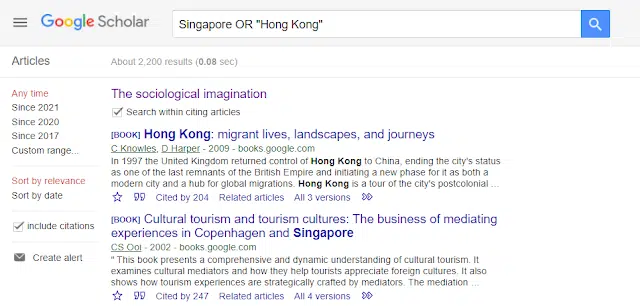 Google Scholar
Singapore OR "Hong Kong"
Articles
About 2,200 results (0.08 sec)
Any time
Since 2021
Since 2020
Since 2017
Custom range...
Sort by relevance
Sort by date
include citations
Create alert
The sociological imagination
Search within citing articles
[BOOK] Hong Kong: migrant lives, landscapes, and journeys
C Knowles, D Harper - 2009 - books.google.com
In 1997 the United Kingdom returned control of Hong Kong to China, ending the city's status
as one of the last remnants of the British Empire and initiating a new phase for it as both a
modern city and a hub for global migrations. Hong Kong is a tour of the city's postcolonial ...
Cited by 204 Related articles All 3 versions
[BOOK] Cultural tourism and tourism cultures: The business of mediating
experiences in Copenhagen and Singapore
CS Ooi - 2002 - books.google.com
" This book presents a comprehensive and dynamic understanding of cultural tourism. It
examines cultural mediators and how they help tourists appreciate foreign cultures. It also
shows how tourism experiences are strategically crafted by mediators. The mediation ...
Cited by 247 Related articles All 4 versions